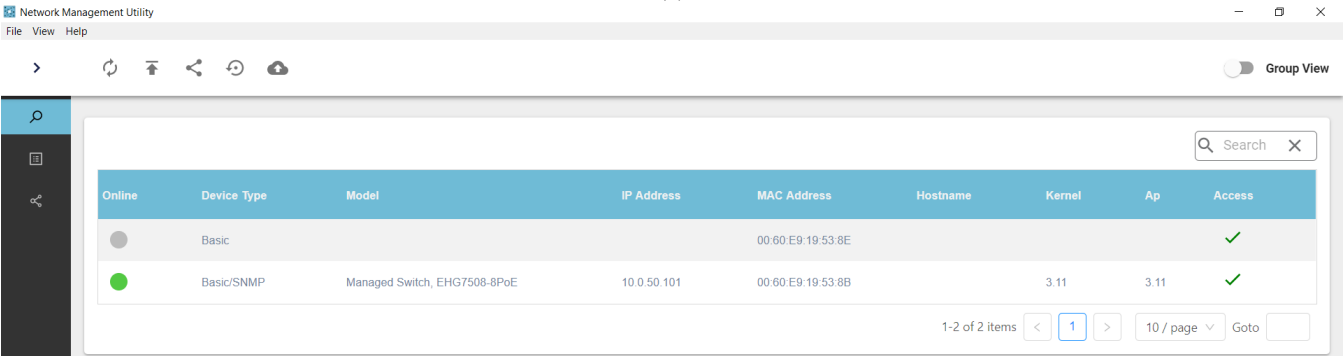 Network Management Utility
File View Help
Group View
Search
Online Device Type Model IP Address MAC Address Hostname Kernel Ap Access
Basic 00:60:E9:19:53:8E
Basic/SNMP Managed Switch, EHG7508-8PoE 10.0.50.101 00:60:E9:19:53:8B 3.11 3.11
1-2 of 2 items < 1 > 10 / page Goto